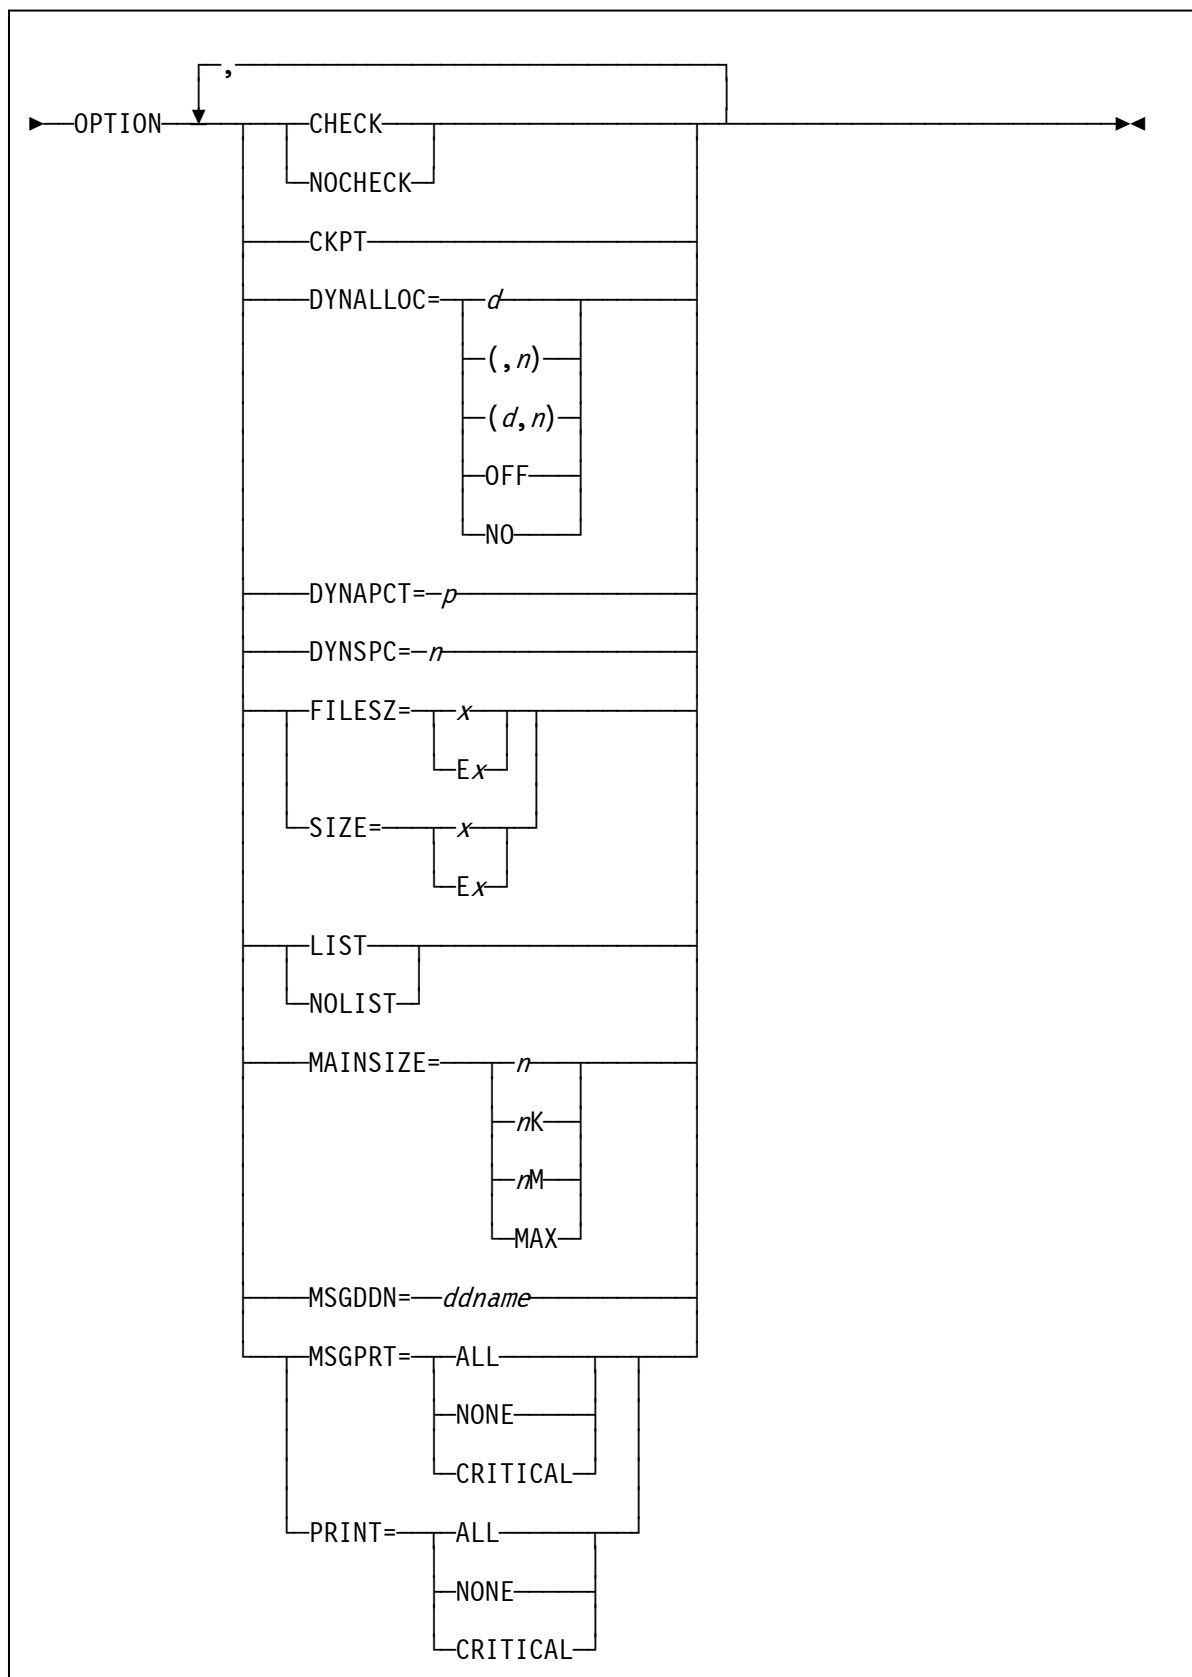 ,
OPTION CHECK
NOCHECK
CKPT
DYNALLOC= d
(,n)
(d,n)
OFF
NO
DYNAPCT= p
DYNSPC= n
FILESZ= x
Ex
SIZE= x
Ex
LIST
NOLIST
MAINSIZE= n
nK
nM
MAX
MSGDDN= ddname
MSGPRT= ALL
NONE
CRITICAL
PRINT= ALL
NONE
CRITICAL